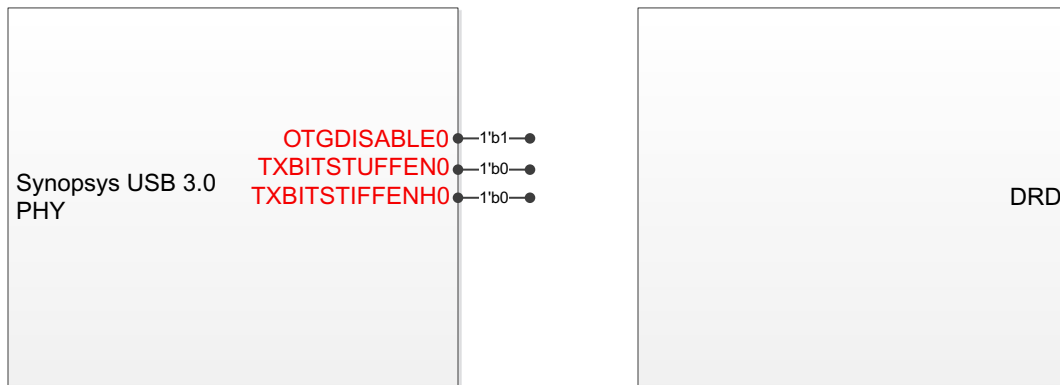 OTGDISABLE0 1'b1
TXBITSTUFFEN0 1'b0
TXBITSTIFFENH0 1'b0
Synopsys USB 3.0
PHY
DRD